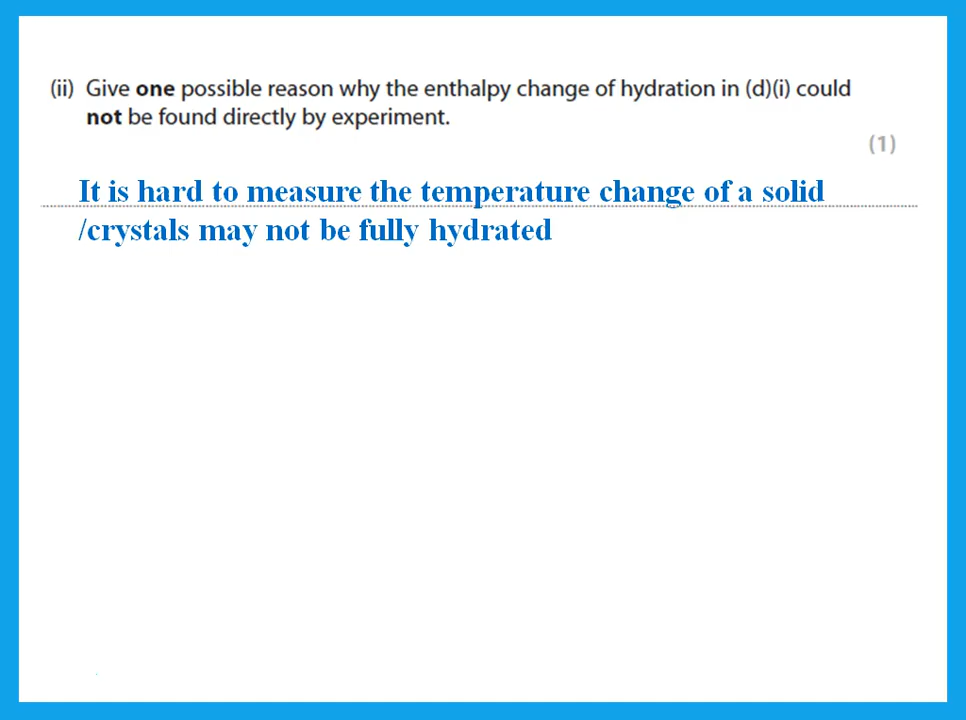 (ii) Give one possible reason why the enthalpy change of hydration in (d)(i) could
not be found directly by experiment.
(1)
It is hard to measure the temperature change of a solid
/crystals may not be fully hydrated